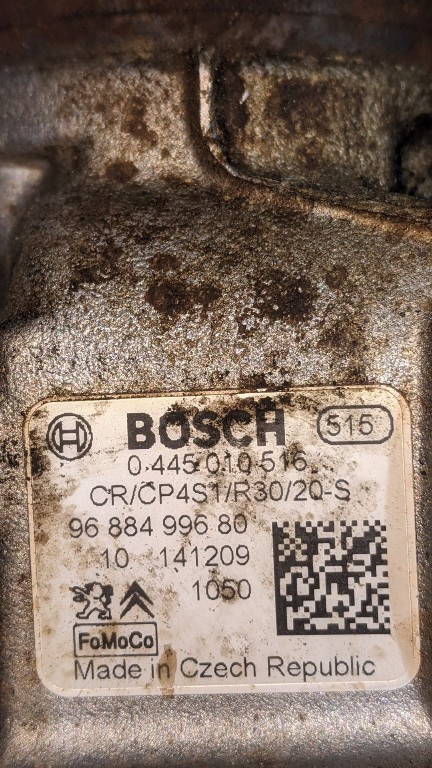 BOSCH 515
0 445 010 516
CR/CP4S1/R30/20-S
96 884 996 80
10 141209
1050
FoMoCo
Made in Czech Republic